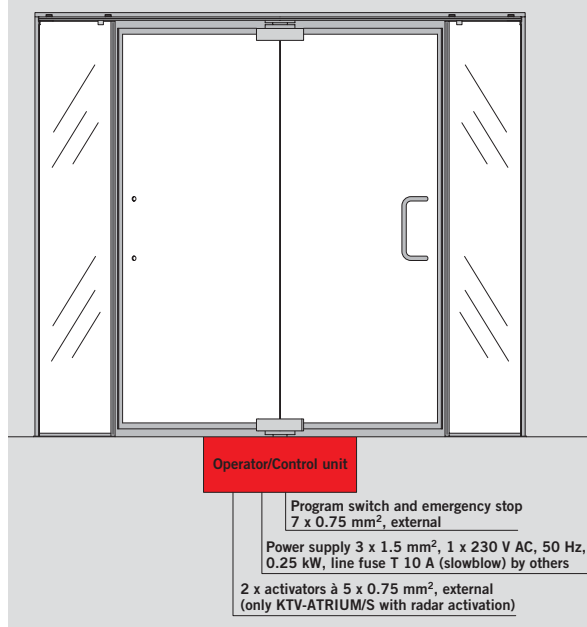 Operator/Control unit
Program switch and emergency stop
7 x 0.75 mm², external
Power supply 3 x 1.5 mm², 1 x 230 V AC, 50 Hz,
0.25 kW, line fuse T 10 A (slowblow) by others
2 x activators à 5 x 0.75 mm², external
(only KTV-ATRIUM/S with radar activation)